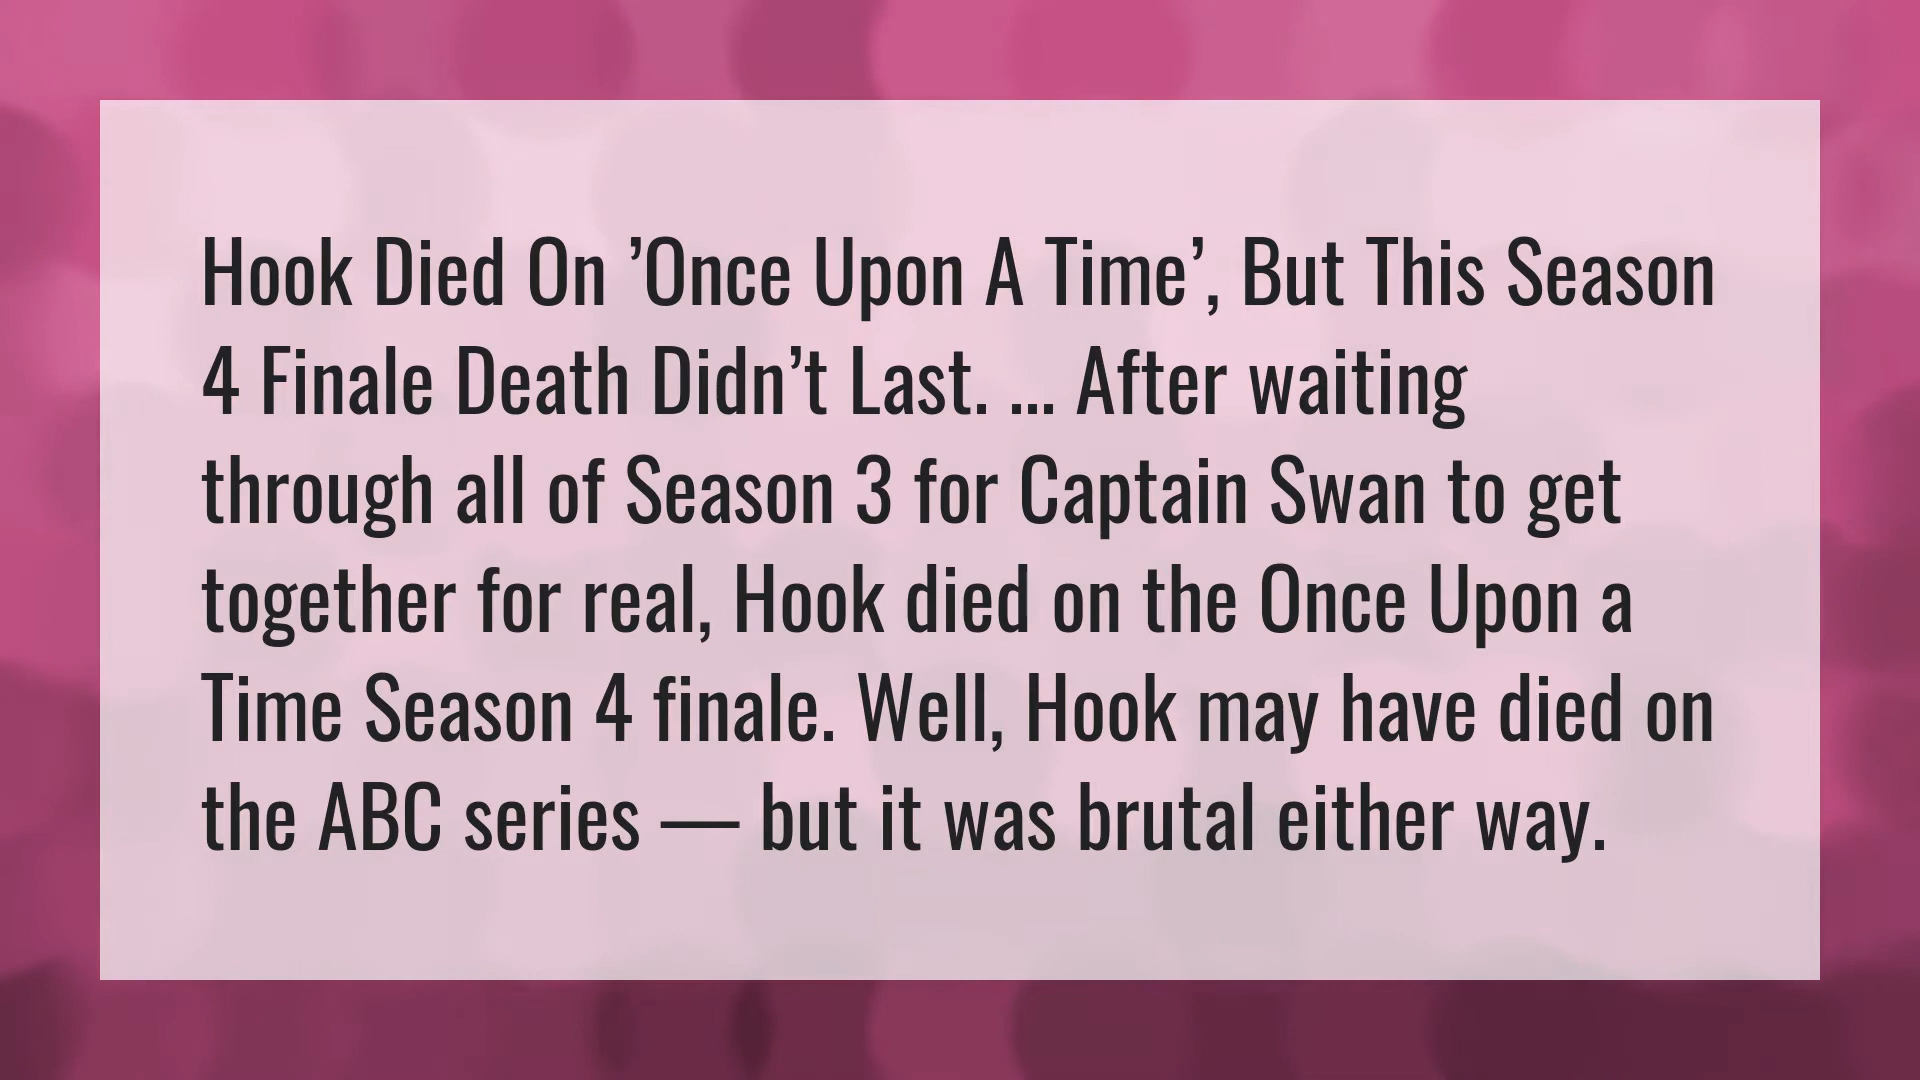 Hook Died On ’Once Upon A Time’, But This Season
4 Finale Death Didn’t Last. ... After waiting
through all of Season 3 for Captain Swan to get
together for real, Hook died on the Once Upon a
Time Season 4 finale. Well, Hook may have died on
the ABC series — but it was brutal either way.